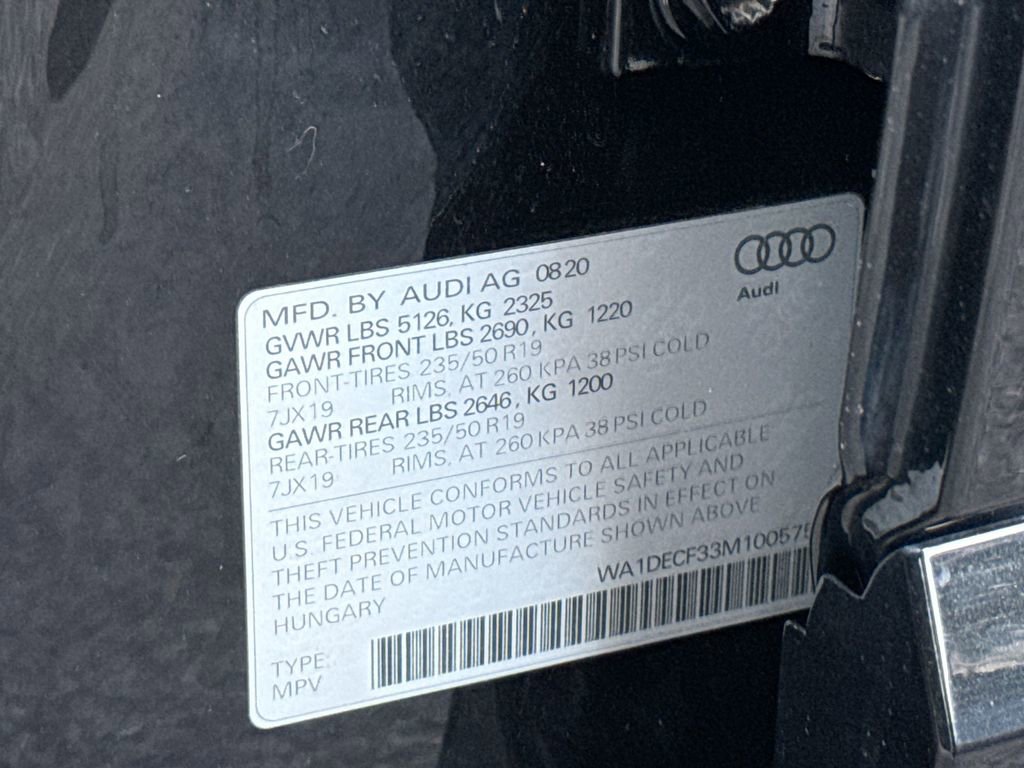 Audi
MFD. BY AUDI AG 0820
GVWR LBS 5126, KG 2325
GAWR FRONT LBS 2690, KG 1220
FRONT-TIRES 235/50 R19
7JX19 RIMS, AT 260 KPA 38 PSI COLD
GAWR REAR LBS 2646, KG 1200
REAR-TIRES 235/50 R19
7JX19 RIMS, AT 260 KPA 38 PSI COLD
THIS VEHICLE CONFORMS TO ALL APPLICABLE
U.S. FEDERAL MOTOR VEHICLE SAFETY AND
THEFT PREVENTION STANDARDS IN EFFECT ON
THE DATE OF MANUFACTURE SHOWN ABOVE
HUNGARY
WA1DECF33M100575
TYPE:
MPV